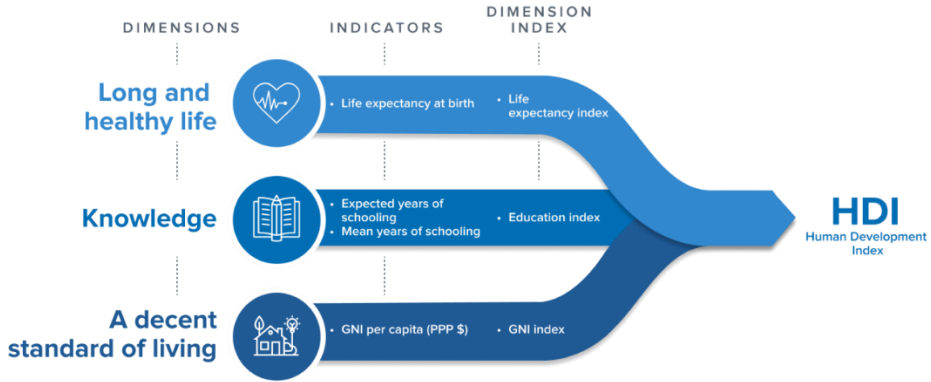 DIMENSIONS
INDICATORS
DIMENSION
INDEX
Long and
healthy life
• Life expectancy at birth
• Life
expectancy index
Knowledge
• Expected years of
schooling
• Mean years of schooling
• Education index
A decent
standard of living
• GNI per capita (PPP $)
• GNI index
HDI
Human Development
Index